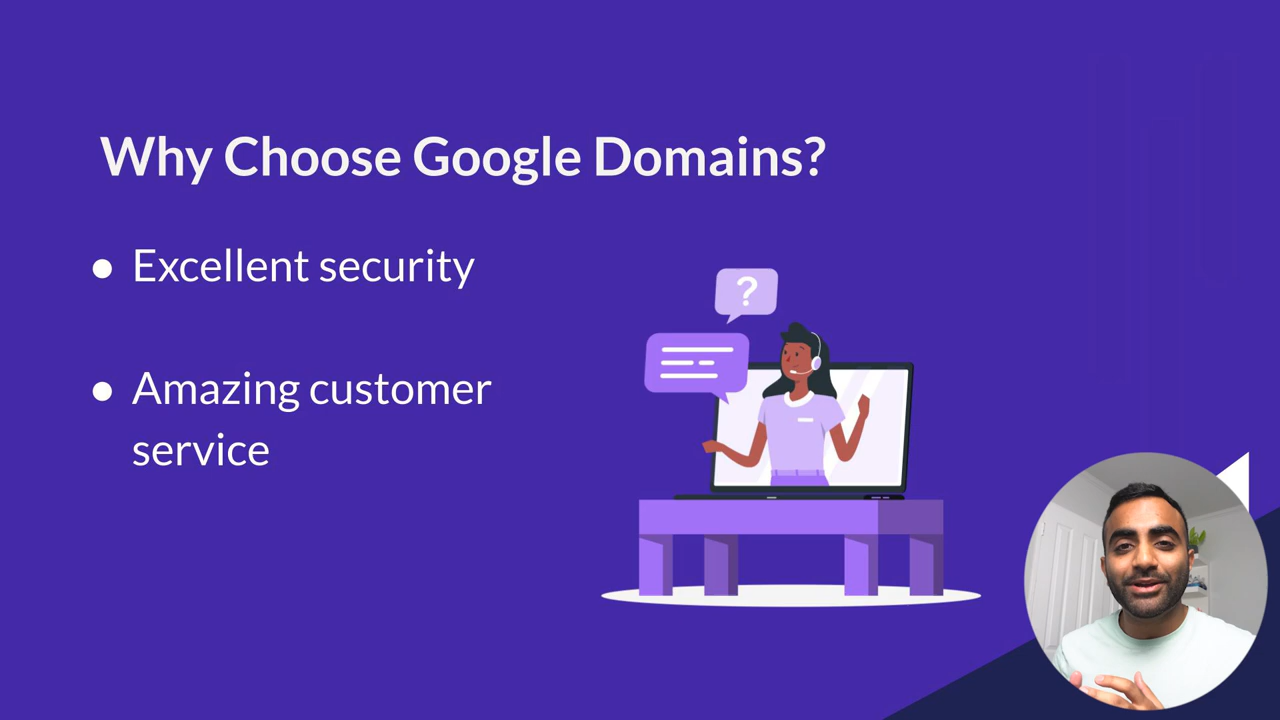 Why Choose Google Domains?
● Excellent security
● Amazing customer
service
?